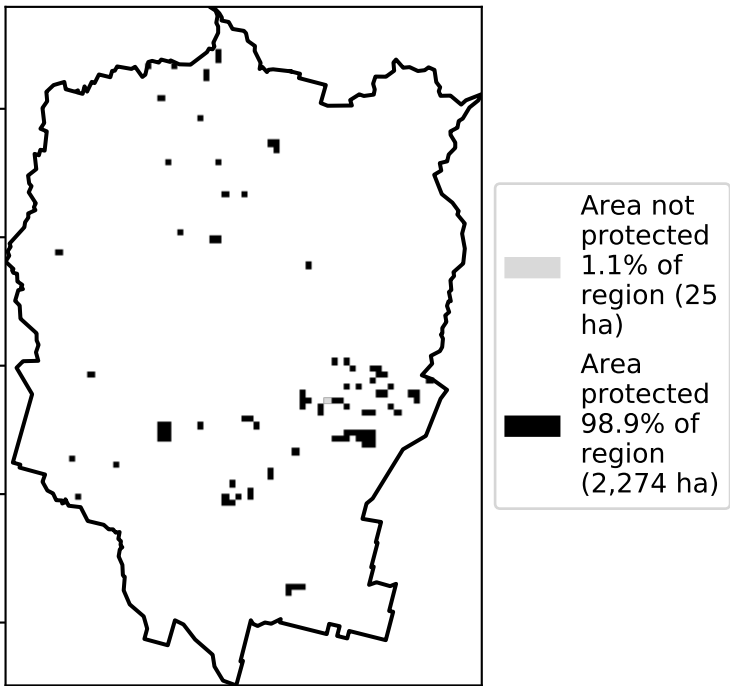 Area not
protected
1.1% of
region (25
ha)
Area
protected
98.9% of
region
(2,274 ha)